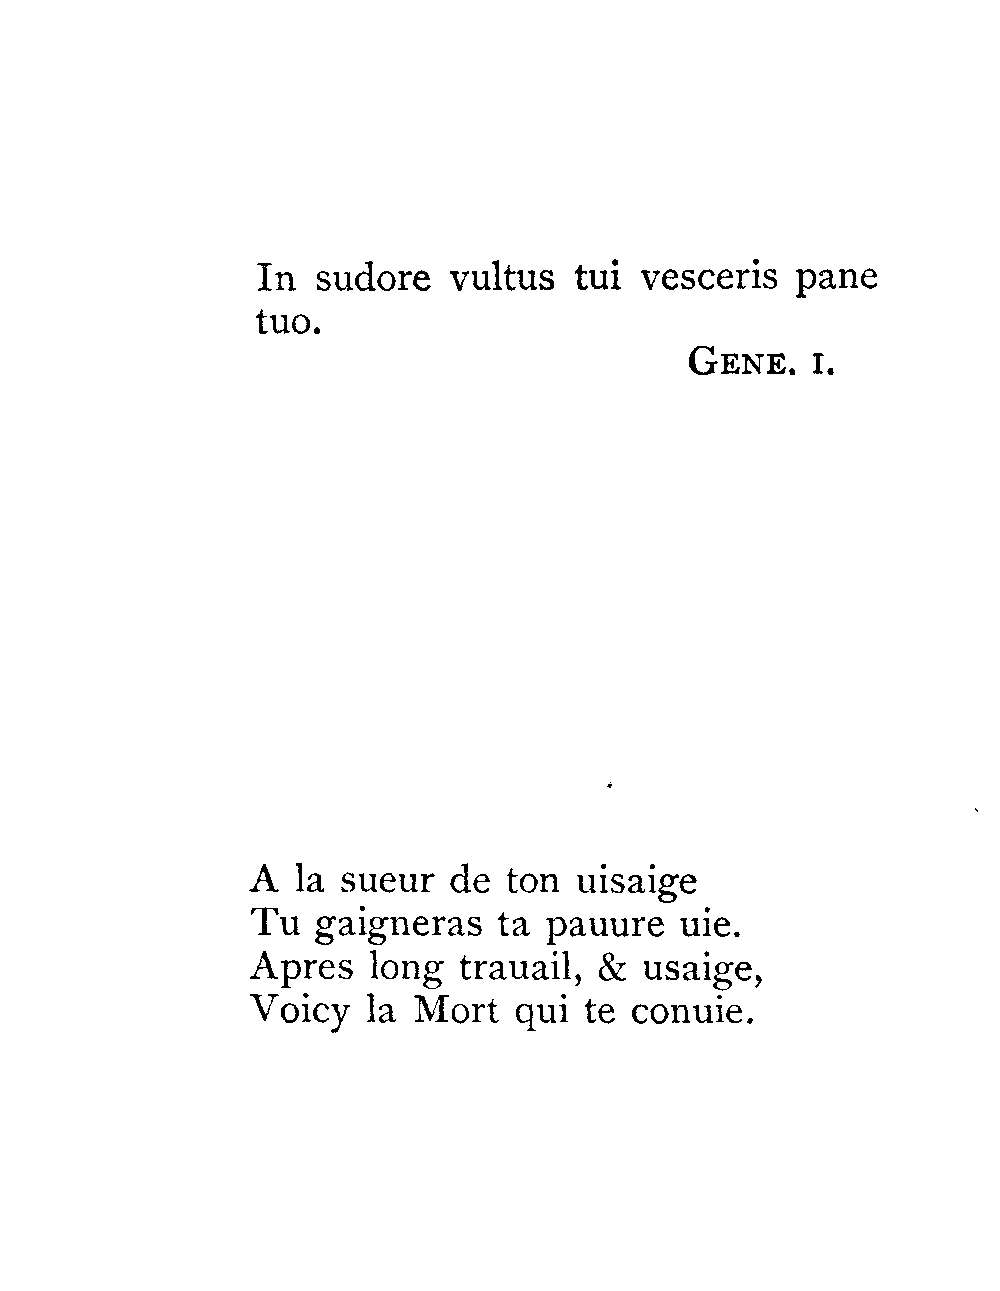 In sudore vultus tui vesceris pane
tuo.
GENE. I.
A la sueur de ton uisaige
Tu gaigneras ta pauure uie.
Apres long trauail, & usaige,
Voicy la Mort qui te conuie.